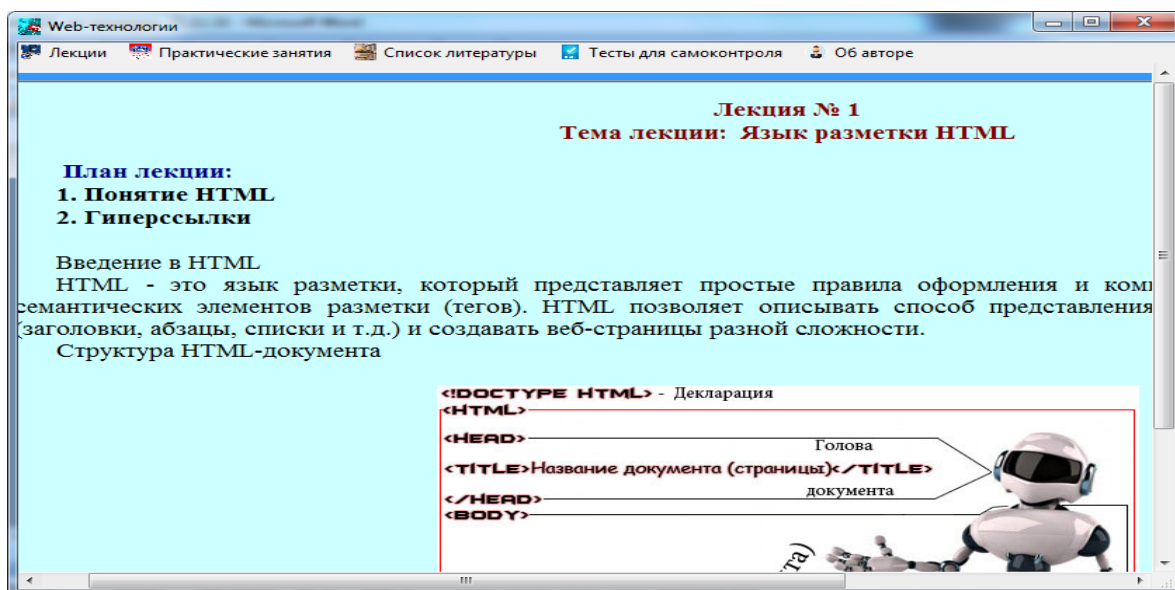 Web-технологии
Лекции Практические занятия Список литературы Тесты для самоконтроля Об авторе
Лекция № 1
Тема лекции: Язык разметки HTML
План лекции:
1. Понятие HTML
2. Гиперссылки
Введение в HTML
HTML - это язык разметки, который представляет простые правила оформления и
семантических элементов разметки (тегов). HTML позволяет описывать способ представления
(заголовки, абзацы, списки и т.д.) и создавать веб-страницы разной сложности.
Структура HTML-документа
<!DOCTYPE HTML> - Декларация
<HTML>
<HEAD>
Голова
<TITLE>Название документа (страницы)</TITLE>
документа
</HEAD>
<BODY>